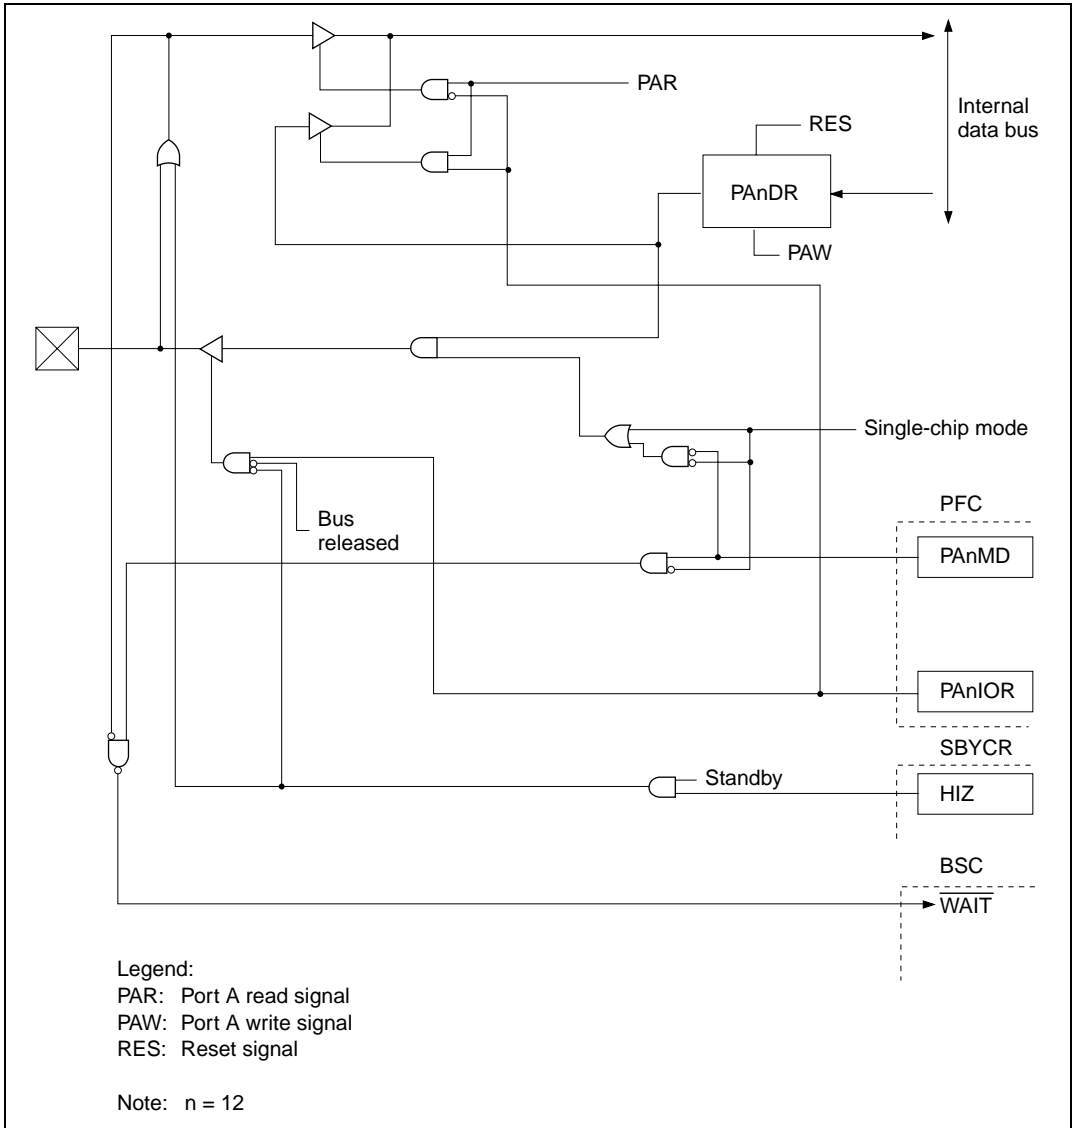 PAR
Internal
data bus
RES
PAnDR
PAW
Single-chip mode
PFC
Bus
released
PAnMD
PAnIOR
SBYCR
Standby
HIZ
BSC
WAIT
Legend:
PAR: Port A read signal
PAW: Port A write signal
RES: Reset signal
Note: n = 12